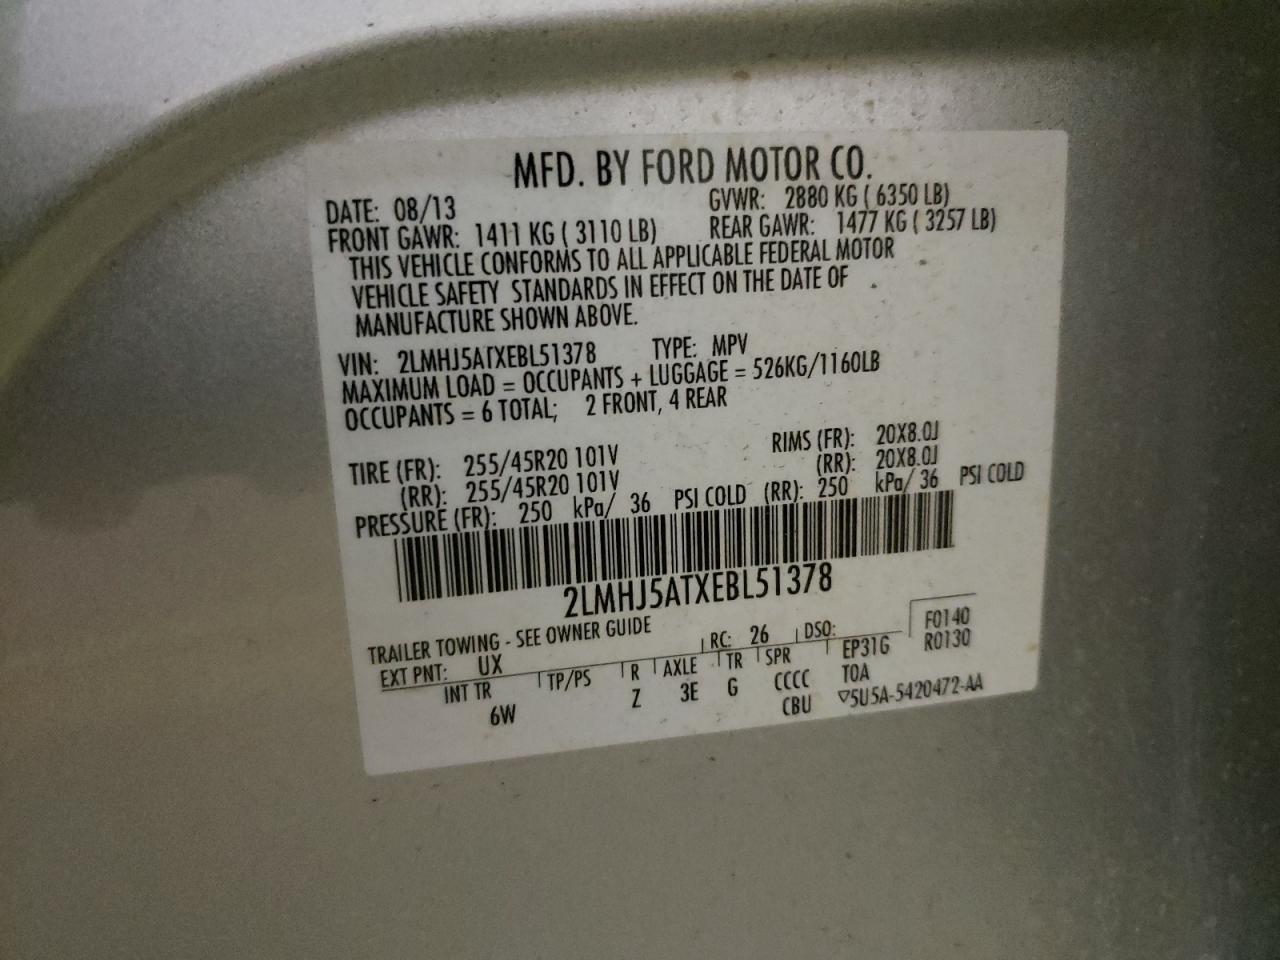 MFD. BY FORD MOTOR CO.
DATE: 08/13 GVWR: 2880 KG ( 6350 LB)
FRONT GAWR: 1411 KG ( 3110 LB) REAR GAWR: 1477 KG ( 3257 LB)
THIS VEHICLE CONFORMS TO ALL APPLICABLE FEDERAL MOTOR
VEHICLE SAFETY STANDARDS IN EFFECT ON THE DATE OF
MANUFACTURE SHOWN ABOVE.
VIN: 2LMHJ5ATXEBL51378 TYPE: MPV
MAXIMUM LOAD = OCCUPANTS + LUGGAGE = 526KG/1160LB
OCCUPANTS = 6 TOTAL; 2 FRONT, 4 REAR
TIRE (FR): 255/45R20 101V RIMS (FR): 20X8.0J
(RR): 255/45R20 101V (RR): 20X8.0J
PRESSURE (FR): 250 kPa/ 36 PSI COLD (RR): 250 kPa/ 36 PSI COLD
2LMHJ5ATXEBL51378
TRAILER TOWING - SEE OWNER GUIDE
EXT PNT: UX RC: 26 DSO: F0140
R0130
INT TR TP/PS R AXLE TR SPR EP31G
6W Z 3E G CCCC TOA
CBU ▽5U5A-5420472-AA